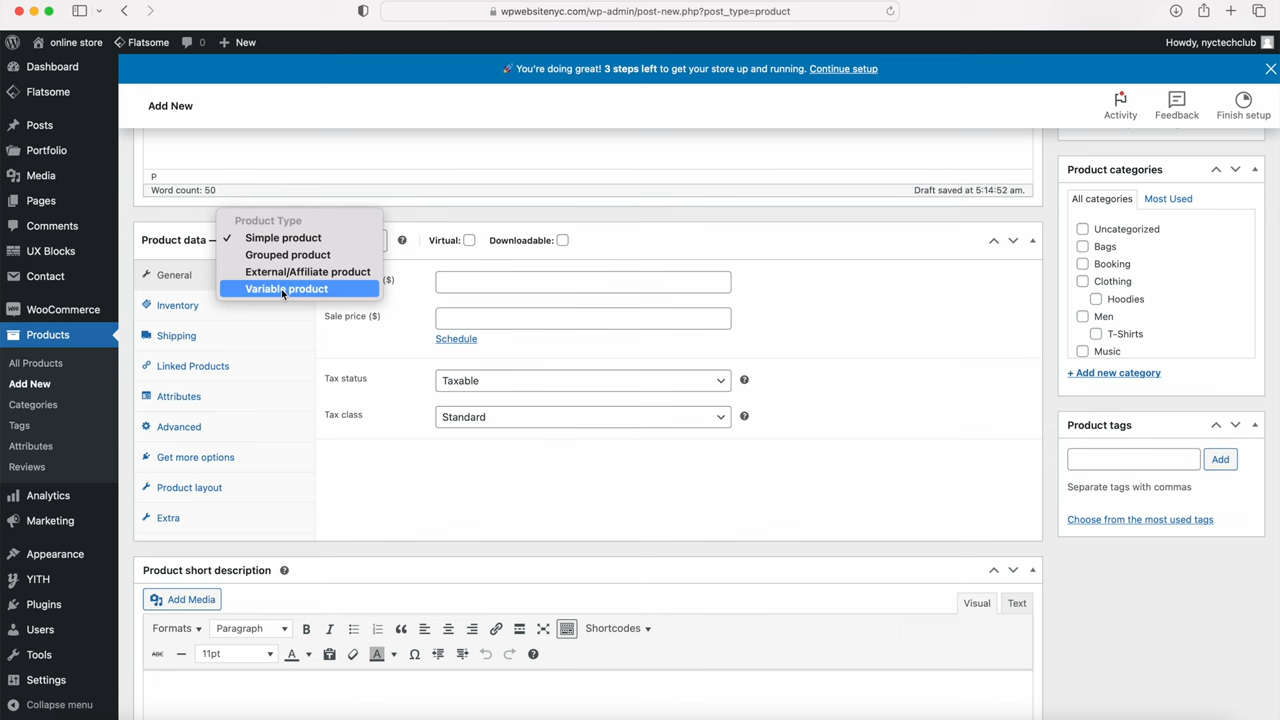 wpwebsitenyc.com/wp-admin/post-new.php?post_type=product
online store
Flatsome
0
New
Howdy, nyctechclub
Dashboard
Flatsome
Posts
Portfolio
Media
Pages
Comments
UX Blocks
Contact
WooCommerce
Products
All Products
Add New
Categories
Tags
Attributes
Reviews
Analytics
Marketing
Appearance
YITH
Plugins
Users
Tools
Settings
Collapse menu
🚀 You're doing great! 3 steps left to get your store up and running. Continue setup
Add New
Activity
Feedback
Finish setup
P
Word count: 50
Draft saved at 5:14:52 am.
Product data —
Product Type
✓ Simple product
Grouped product
External/Affiliate product
Variable product
Virtual:
Downloadable:
General
Inventory
Shipping
Linked Products
Attributes
Advanced
Get more options
Product layout
Extra
($)
Sale price ($)
Schedule
Tax status
Taxable
Tax class
Standard
Product short description
Add Media
Visual
Text
Formats
Paragraph
B
I
Shortcodes
ABC
11pt
A
A
Ω
Product categories
All categories
Most Used
Uncategorized
Bags
Booking
Clothing
Hoodies
Men
T-Shirts
Music
+ Add new category
Product tags
Add
Separate tags with commas
Choose from the most used tags